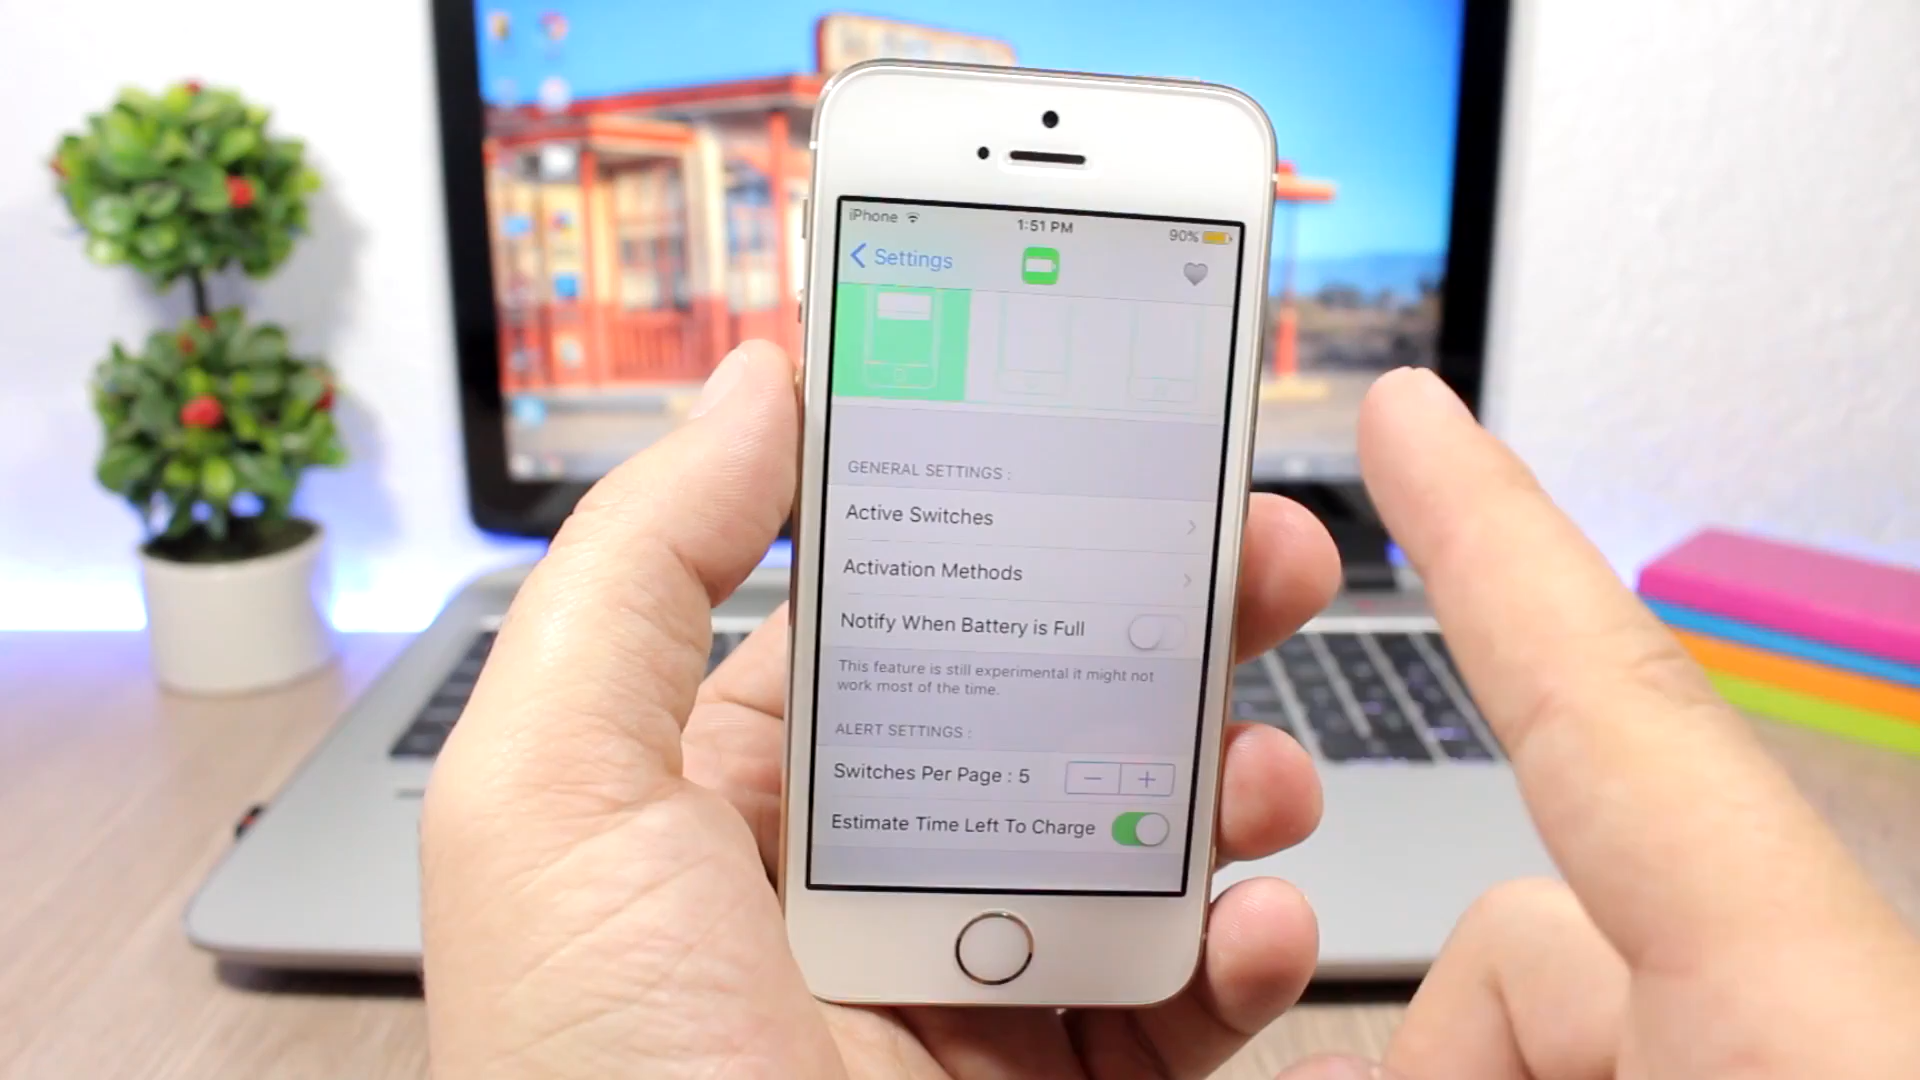 iPhone
1:51 PM
90%
Settings
GENERAL SETTINGS :
Active Switches
Activation Methods
Notify When Battery is Full
This feature is still experimental it might not
work most of the time.
ALERT SETTINGS :
Switches Per Page : 5
Estimate Time Left To Charge